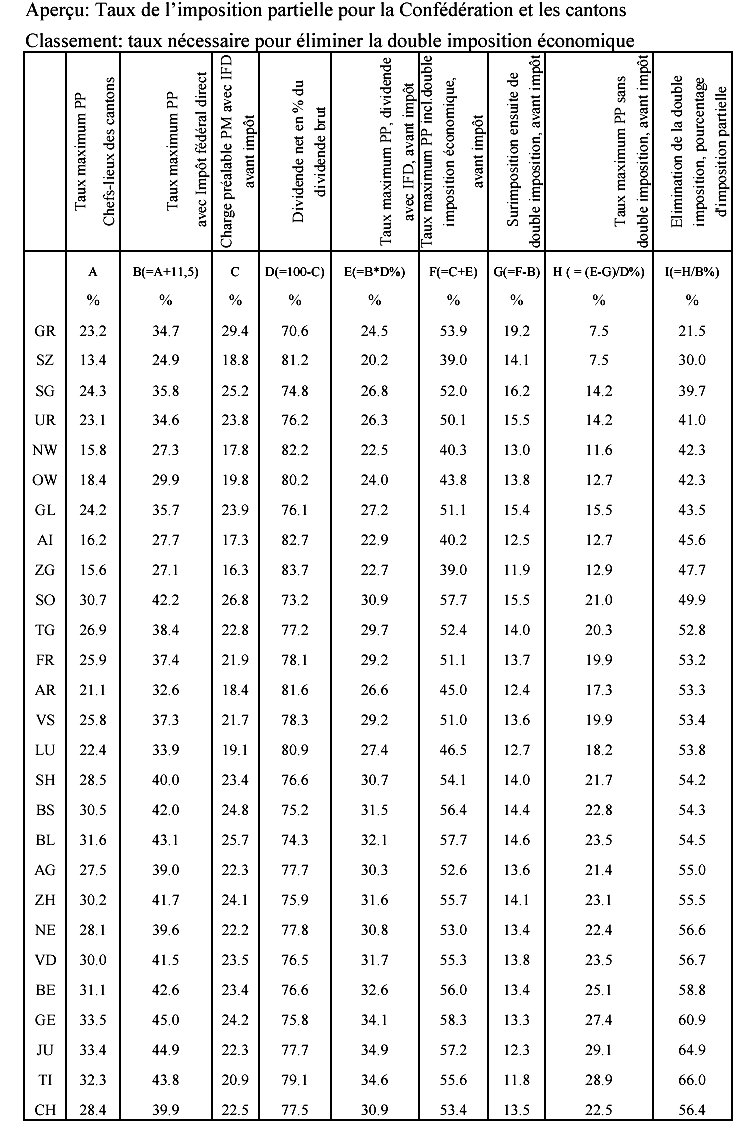 Aperçu: Taux de l’imposition partielle pour la Confédération et les cantons
Classement: taux nécessaire pour éliminer la double imposition économique
Taux maximum PP
Chefs-lieux des cantons
Taux maximum PP
avec Impôt fédéral direct
Charge préalable PM avec IFD
avant impôt
Dividende net en % du
dividende brut
Taux maximum PP, dividende
avec IFD, avant impôt
Taux maximum PP incl.double
imposition économique,
avant impôt
Surimposition ensuite de
double imposition, avant impôt
Taux maximum PP sans
double imposition, avant impôt
Elimination de la double
imposition, pourcentage
d'imposition partielle
A B(=A+11,5) C D(=100-C) E(=B*D%) F(=C+E) G(=F-B) H ( = (E-G)/D%) I(=H/B%)
% % % % % % % % %
GR 23.2 34.7 29.4 70.6 24.5 53.9 19.2 7.5 21.5
SZ 13.4 24.9 18.8 81.2 20.2 39.0 14.1 7.5 30.0
SG 24.3 35.8 25.2 74.8 26.8 52.0 16.2 14.2 39.7
UR 23.1 34.6 23.8 76.2 26.3 50.1 15.5 14.2 41.0
NW 15.8 27.3 17.8 82.2 22.5 40.3 13.0 11.6 42.3
OW 18.4 29.9 19.8 80.2 24.0 43.8 13.8 12.7 42.3
GL 24.2 35.7 23.9 76.1 27.2 51.1 15.4 15.5 43.5
AI 16.2 27.7 17.3 82.7 22.9 40.2 12.5 12.7 45.6
ZG 15.6 27.1 16.3 83.7 22.7 39.0 11.9 12.9 47.7
SO 30.7 42.2 26.8 73.2 30.9 57.7 15.5 21.0 49.9
TG 26.9 38.4 22.8 77.2 29.7 52.4 14.0 20.3 52.8
FR 25.9 37.4 21.9 78.1 29.2 51.1 13.7 19.9 53.2
AR 21.1 32.6 18.4 81.6 26.6 45.0 12.4 17.3 53.3
VS 25.8 37.3 21.7 78.3 29.2 51.0 13.6 19.9 53.4
LU 22.4 33.9 19.1 80.9 27.4 46.5 12.7 18.2 53.8
SH 28.5 40.0 23.4 76.6 30.7 54.1 14.0 21.7 54.2
BS 30.5 42.0 24.8 75.2 31.5 56.4 14.4 22.8 54.3
BL 31.6 43.1 25.7 74.3 32.1 57.7 14.6 23.5 54.5
AG 27.5 39.0 22.3 77.7 30.3 52.6 13.6 21.4 55.0
ZH 30.2 41.7 24.1 75.9 31.6 55.7 14.1 23.1 55.5
NE 28.1 39.6 22.2 77.8 30.8 53.0 13.4 22.4 56.6
VD 30.0 41.5 23.5 76.5 31.7 55.3 13.8 23.5 56.7
BE 31.1 42.6 23.4 76.6 32.6 56.0 13.4 25.1 58.8
GE 33.5 45.0 24.2 75.8 34.1 58.3 13.3 27.4 60.9
JU 33.4 44.9 22.3 77.7 34.9 57.2 12.3 29.1 64.9
TI 32.3 43.8 20.9 79.1 34.6 55.6 11.8 28.9 66.0
CH 28.4 39.9 22.5 77.5 30.9 53.4 13.5 22.5 56.4